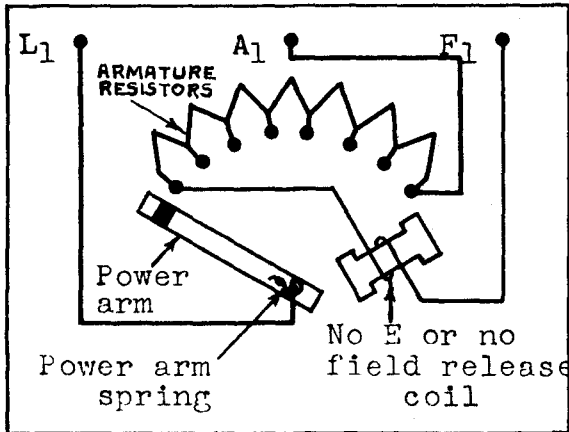 L1 A1 F1
ARMATURE
RESISTORS
Power
arm
Power arm
spring
No E or no
field release
coil